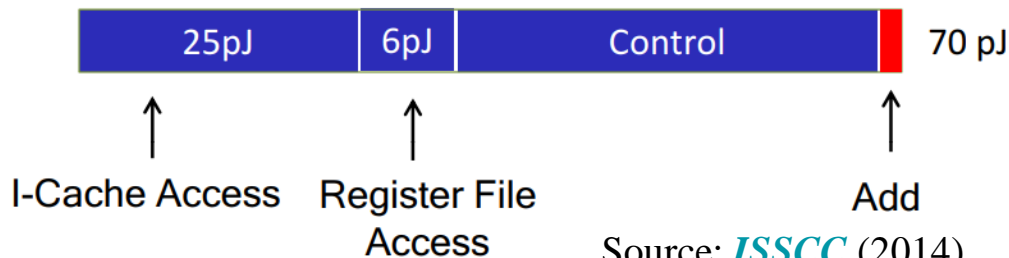 25pJ 6pJ Control 70 pJ
I-Cache Access Register File Access Add
Source: ISSCC (2014)